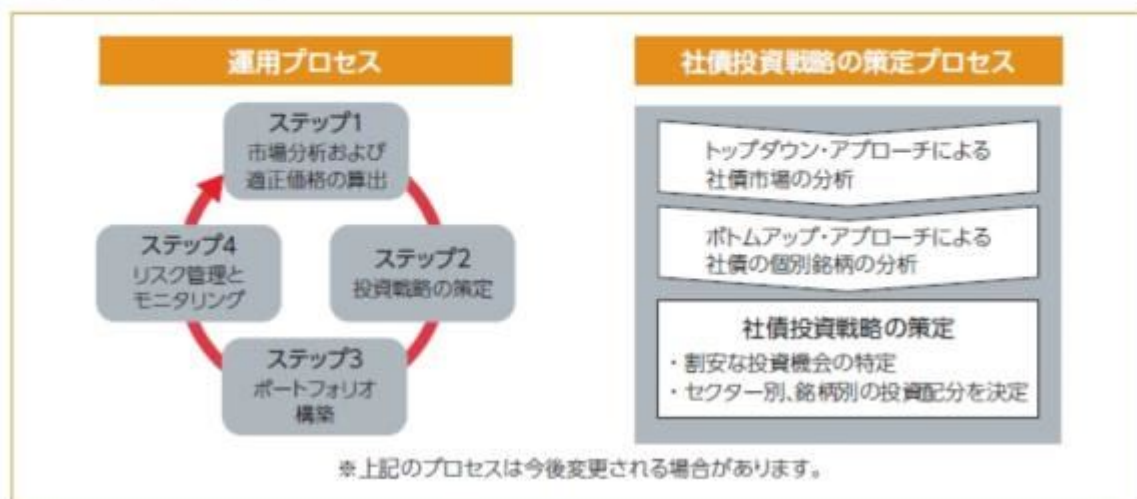 運用プロセス
ステップ1
市場分析および
適正価格の算出
ステップ2
投資戦略の策定
ステップ3
ポートフォリオ
構築
ステップ4
リスク管理と
モニタリング
社債投資戦略の策定プロセス
トップダウン・アプローチによる
社債市場の分析
ボトムアップ・アプローチによる
社債の個別銘柄の分析
社債投資戦略の策定
・割安な投資機会の特定
・セクター別、銘柄別の投資配分を決定
※上記のプロセスは今後変更される場合があります。